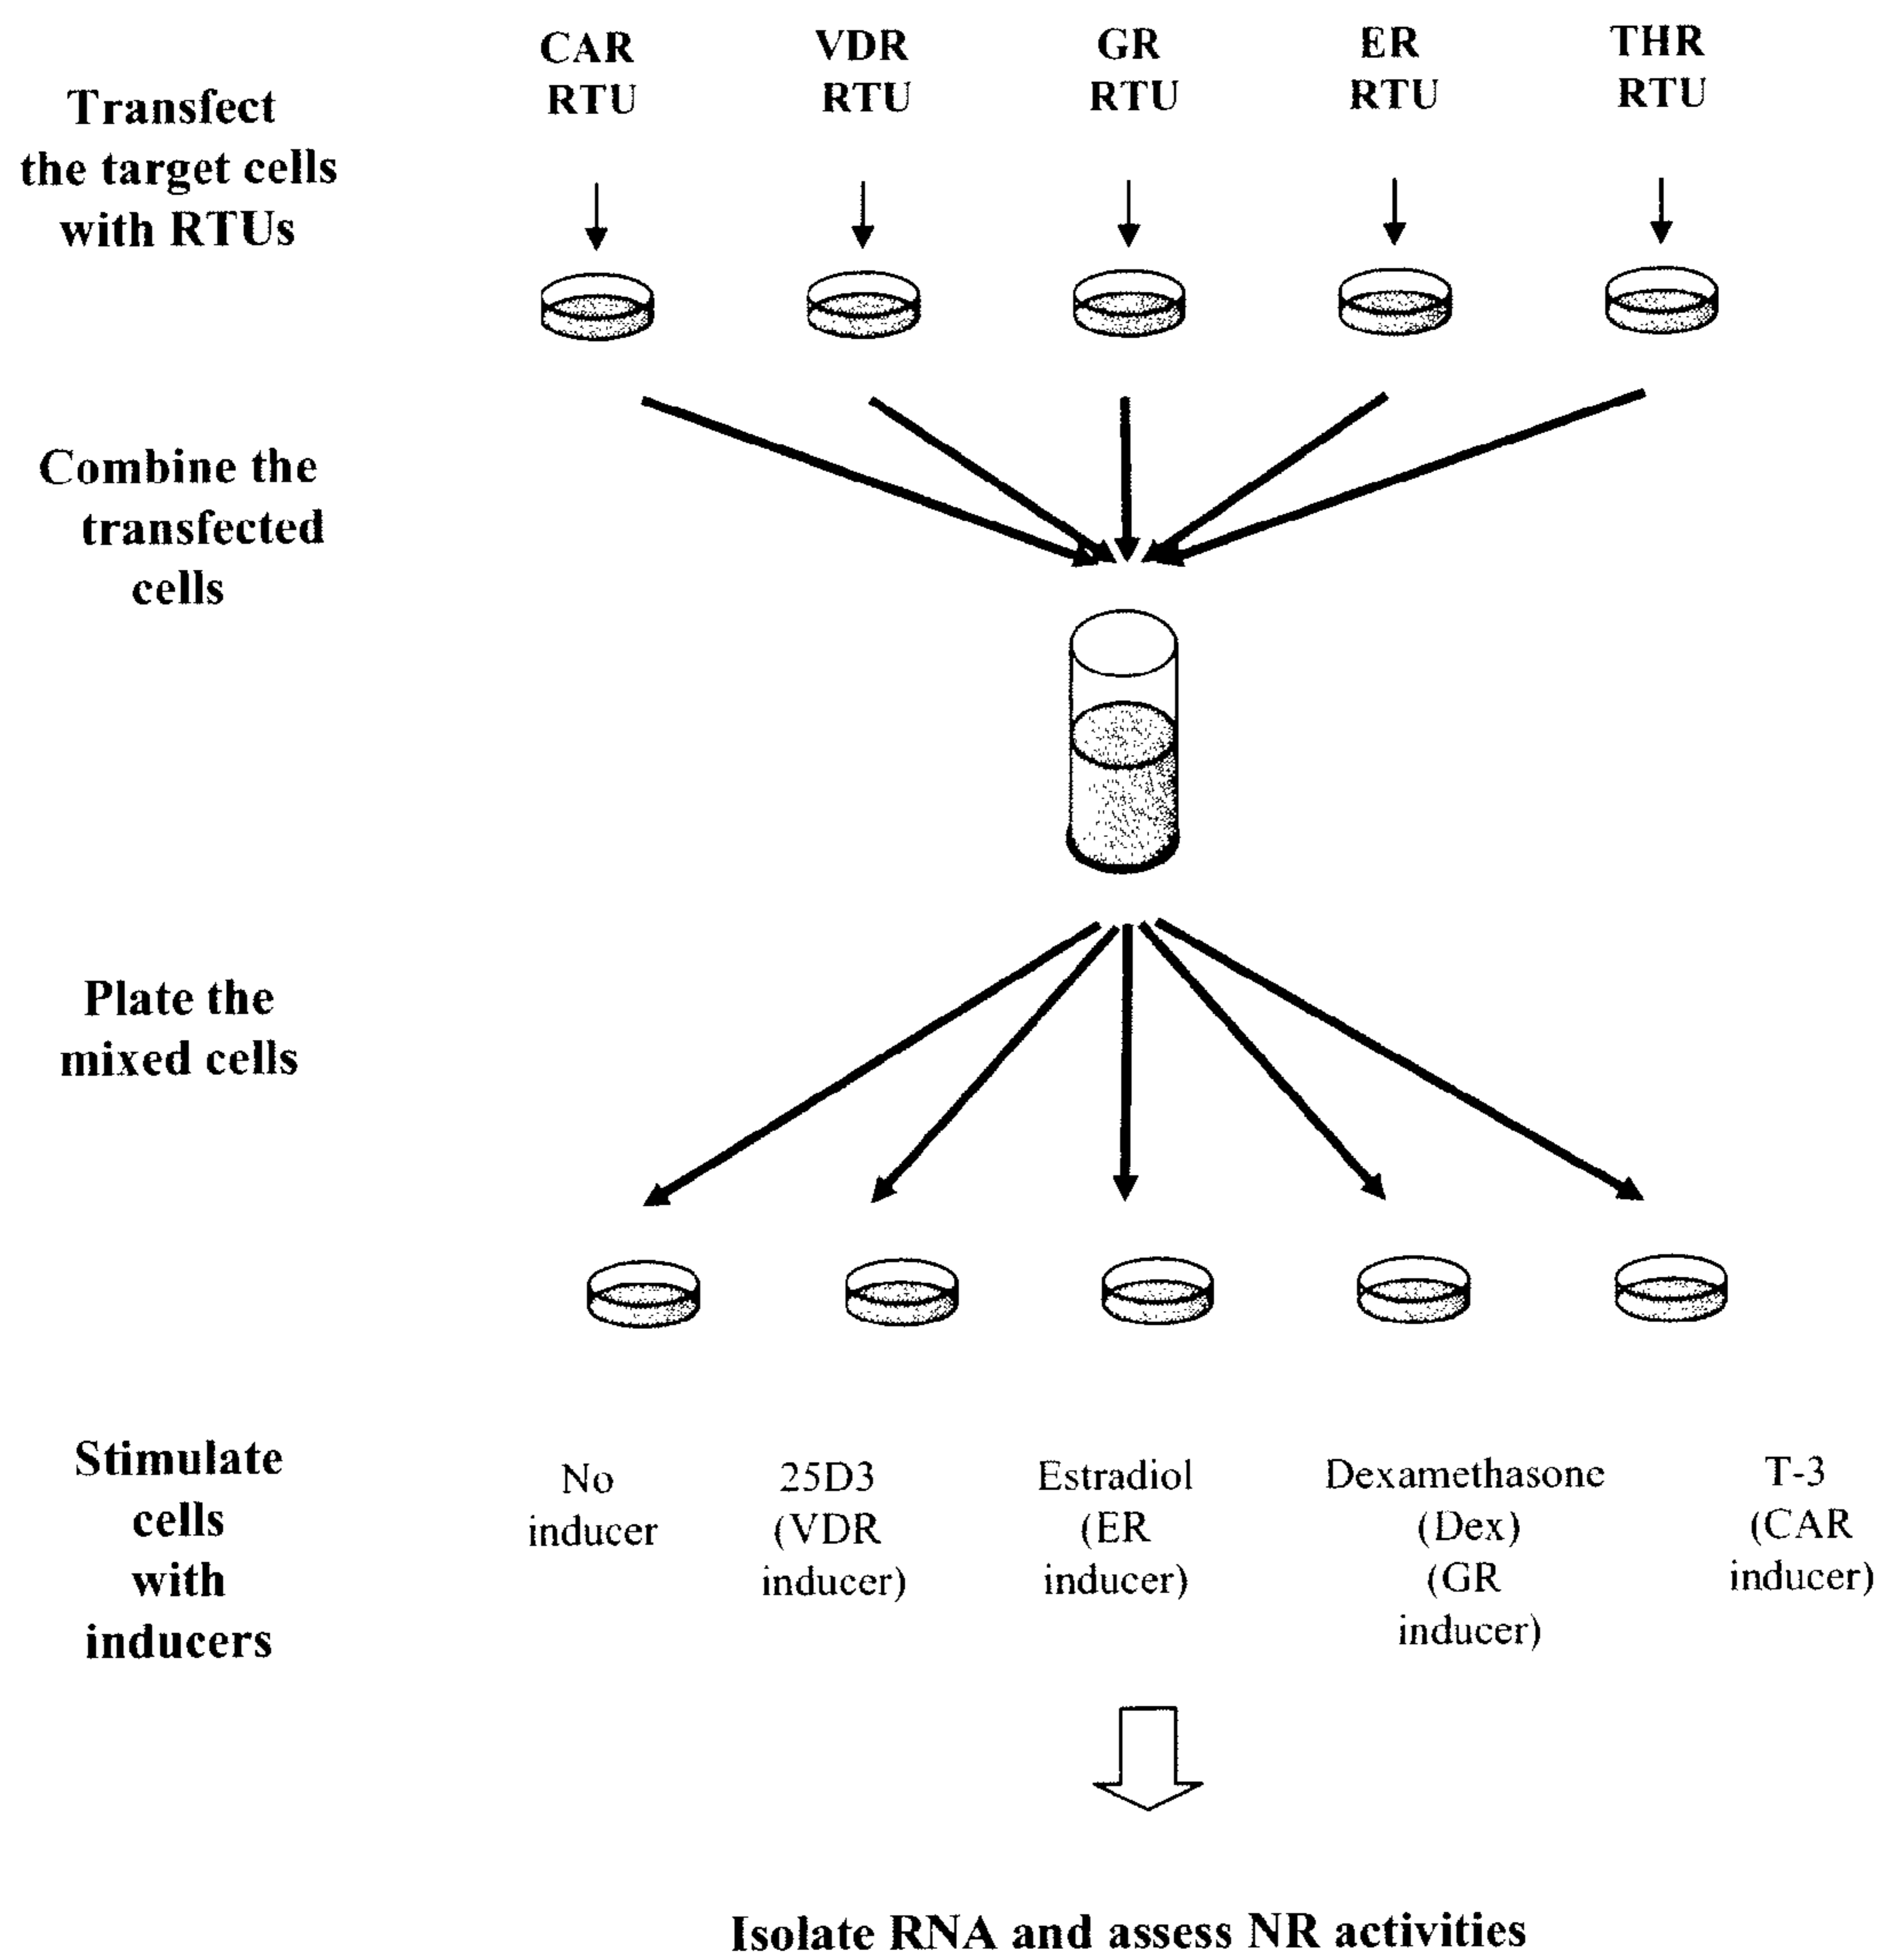 CAR VDR GR ER THR
RTU RTU RTU RTU RTU
Transfect
the target cells
with RTUs
Combine the
transfected
cells
Plate the
mixed cells
Stimulate
cells
with
inducers
No
inducer
25D3
(VDR
inducer)
Estradiol
(ER
inducer)
Dexamethasone
(Dex)
(GR
inducer)
T-3
(CAR
inducer)
Isolate RNA and assess NR activities